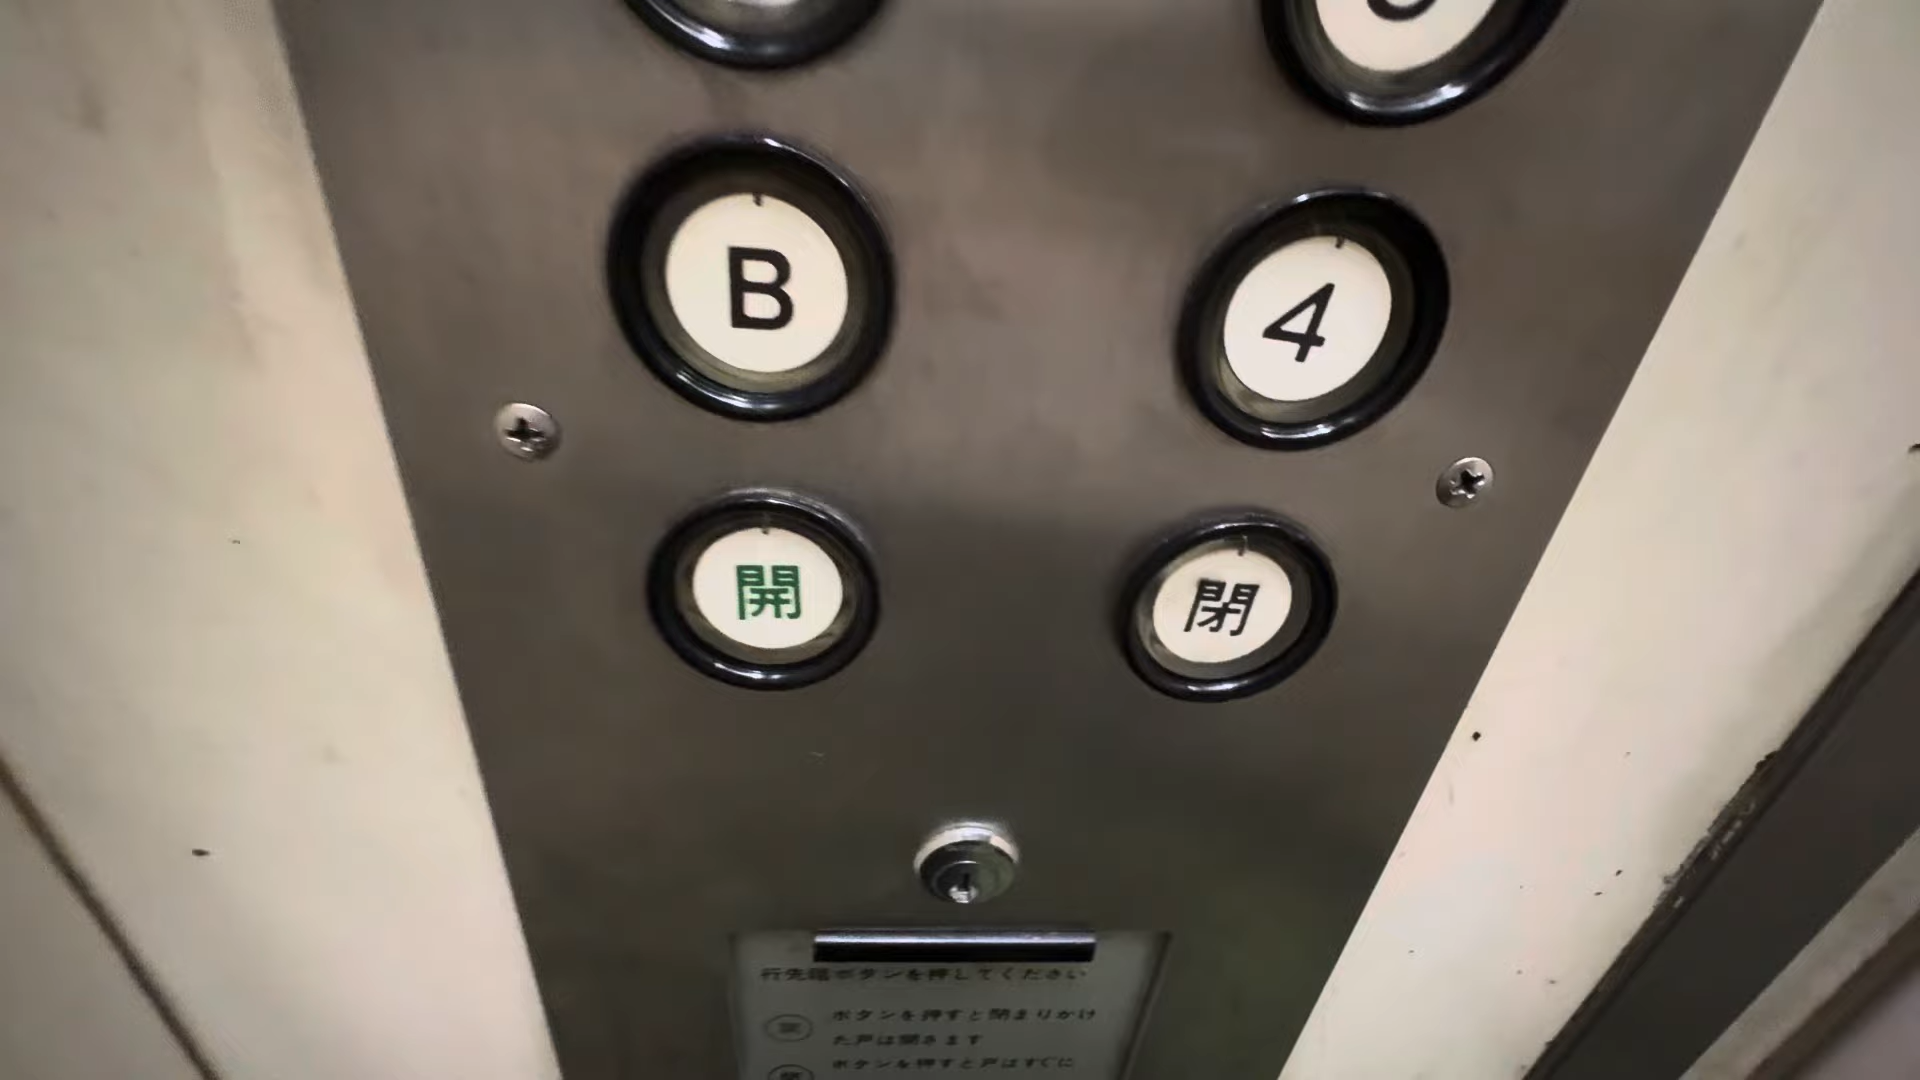 B
4
開
閉
行先階ボタンを押してください
ボタンを押すと閉まりかけ
た戸は開きます
ボタンを押すと戸はすぐに